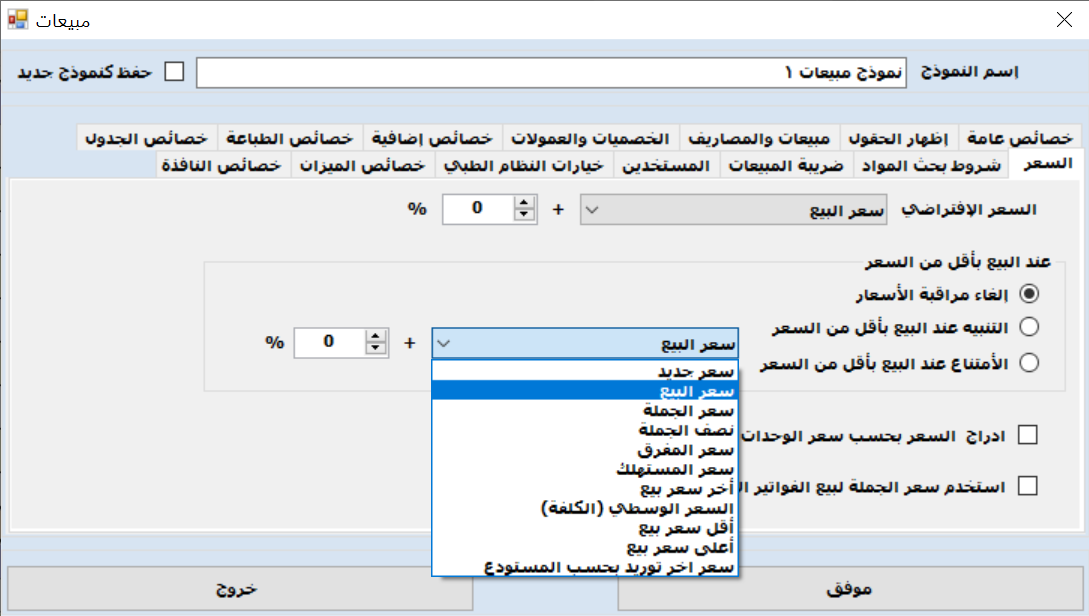 مبيعات
إسم النموذج
نموذج مبيعات ١
حفظ كنموذج جديد
خصائص عامة
إظهار الحقول
مبيعات والمصاريف
الخصميات والعمولات
خصائص إضافية
خصائص الطباعة
خصائص الجدول
السعر
شروط بحث المواد
ضريبة المبيعات
المستخدين
خيارات النظام الطبي
خصائص الميزان
خصائص النافذة
السعر الإفتراضي
سعر البيع
+
0
%
عند البيع بأقل من السعر
إلغاء مراقبة الأسعار
التنبيه عند البيع بأقل من السعر
الأمتناع عند البيع بأقل من السعر
سعر البيع
+
0
%
سعر جديد
سعر البيع
سعر الجملة
نصف الجملة
سعر المفرق
سعر المستهلك
أخر سعر بيع
السعر الوسطي (الكلفة)
أقل سعر بيع
أعلى سعر بيع
سعر اخر توريد بحسب المستودع
ادراج السعر بحسب سعر الوحدات
استخدم سعر الجملة لبيع الفواتير
موفق
خروج